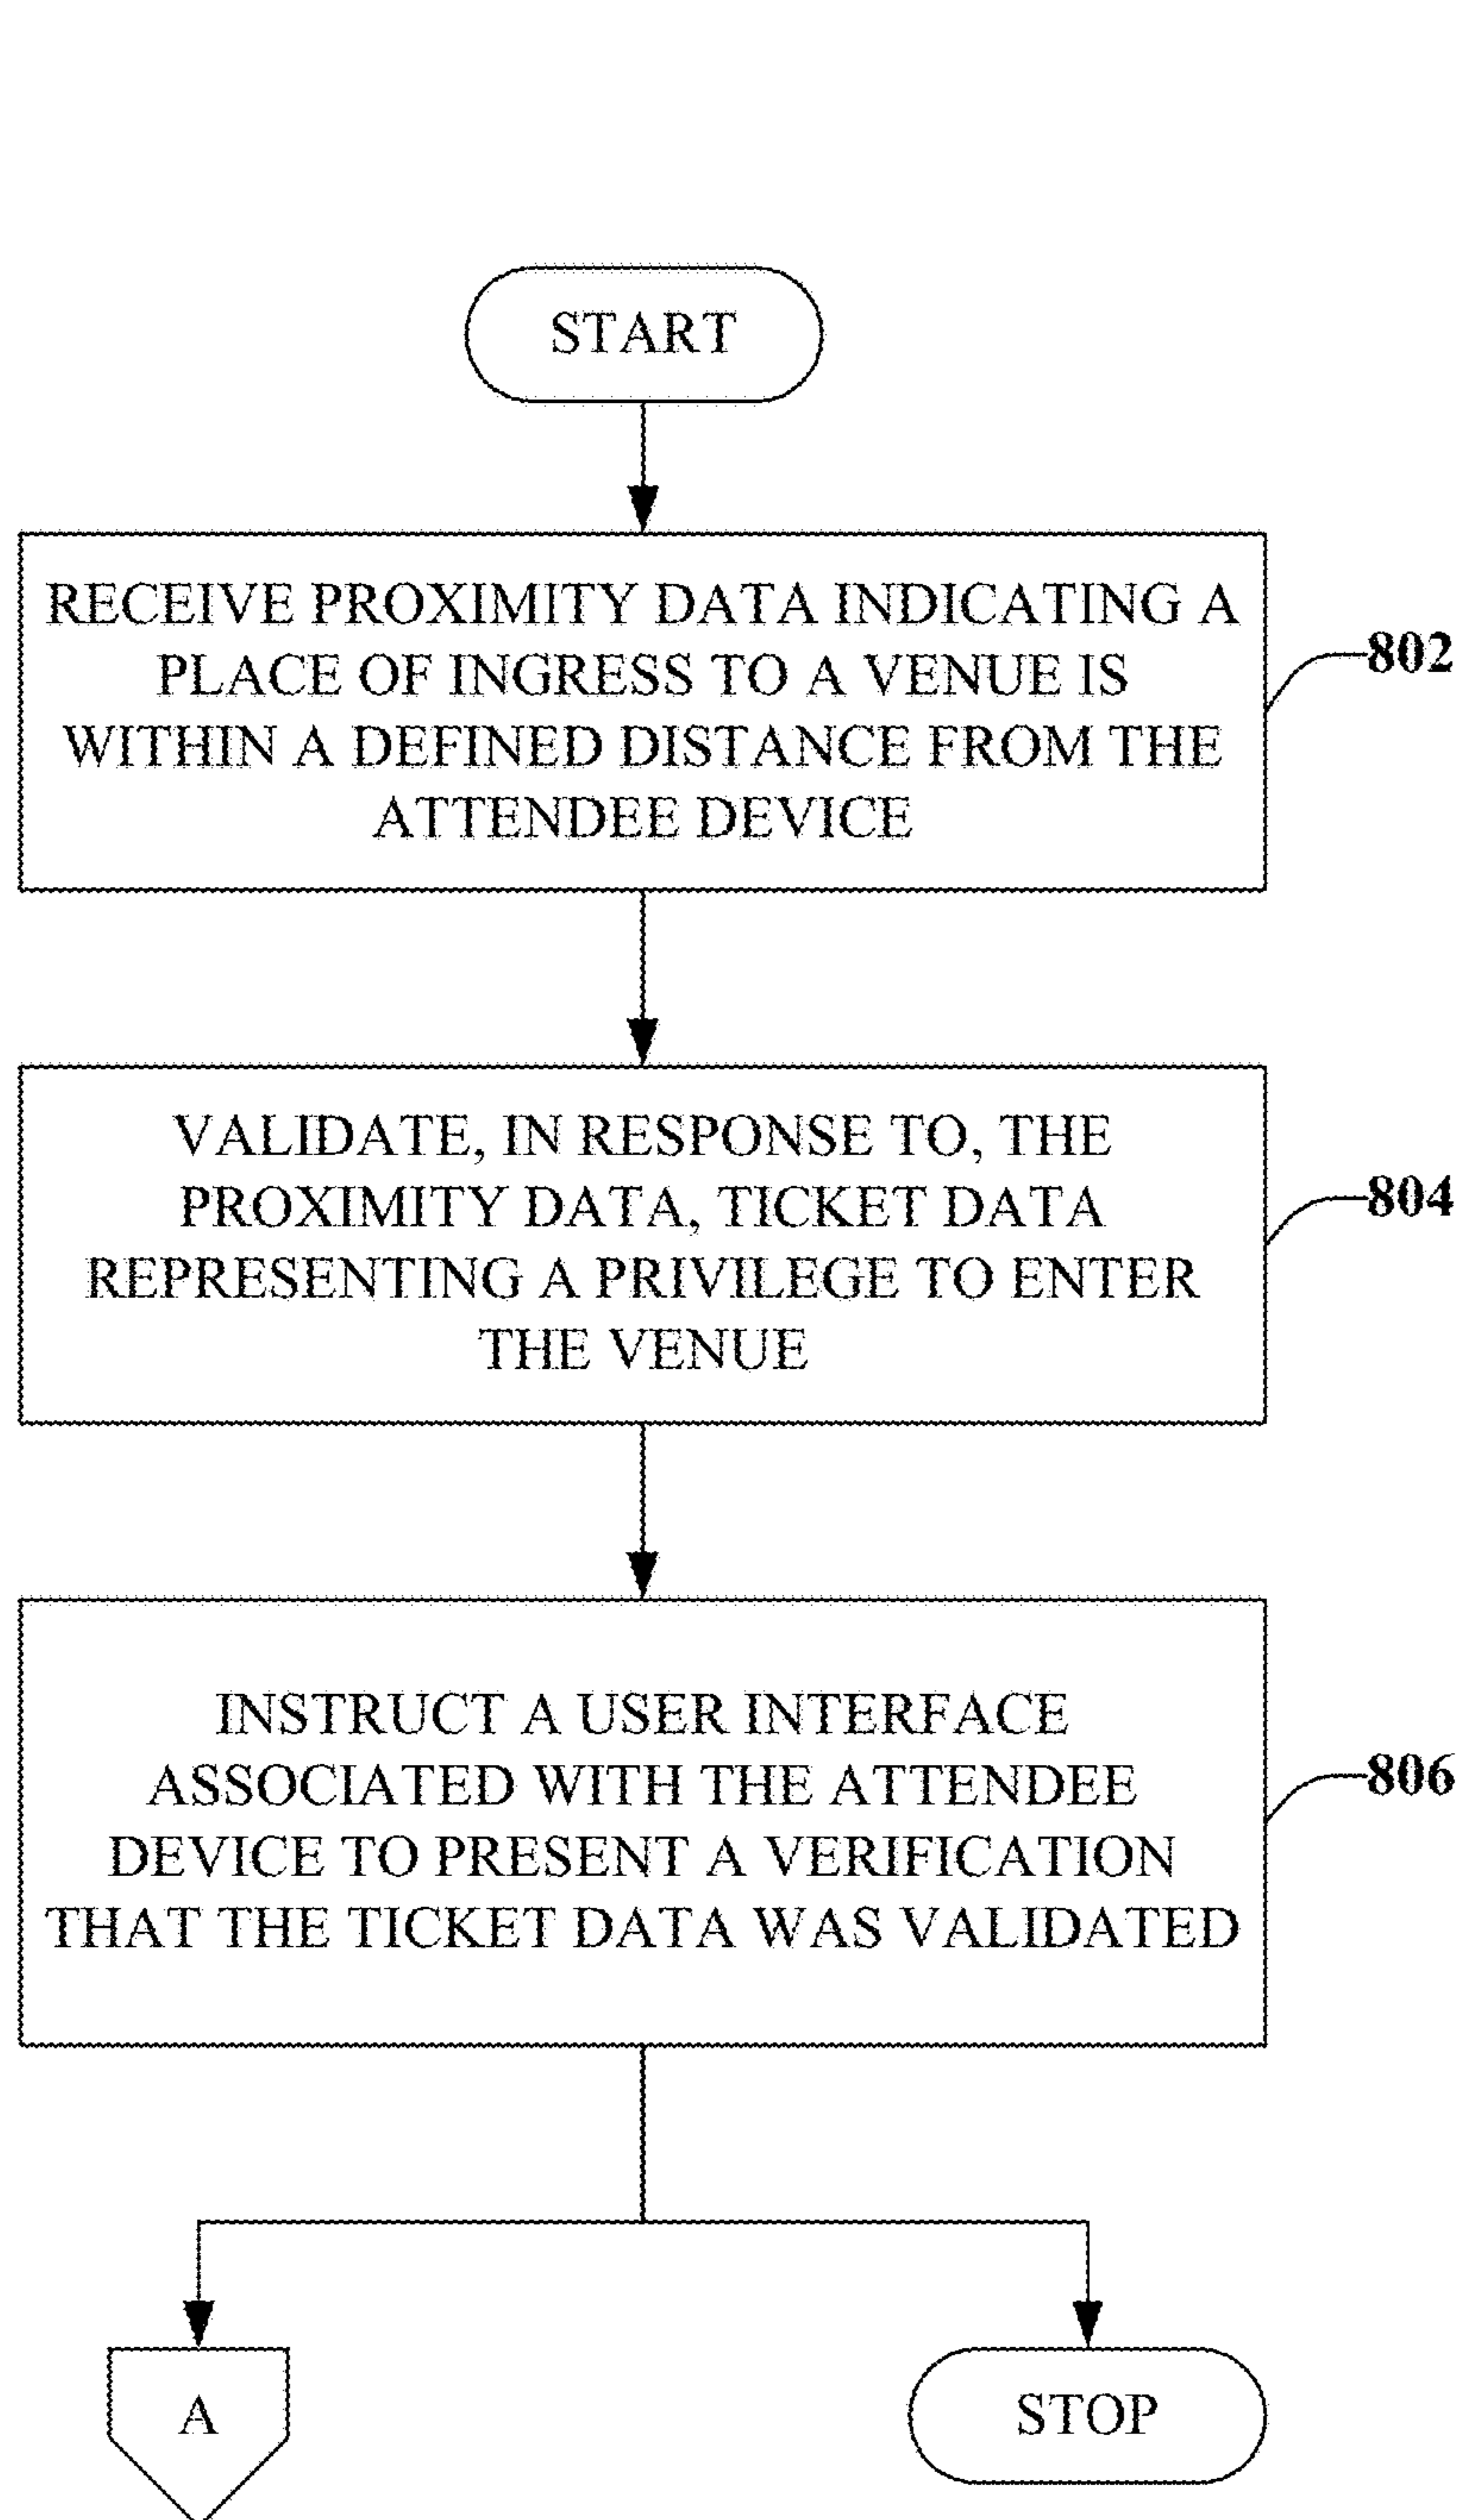 START
RECEIVE PROXIMITY DATA INDICATING A
PLACE OF INGRESS TO A VENUE IS
WITHIN A DEFINED DISTANCE FROM THE
ATTENDEE DEVICE
802
VALIDATE, IN RESPONSE TO, THE
PROXIMITY DATA, TICKET DATA
REPRESENTING A PRIVILEGE TO ENTER
THE VENUE
804
INSTRUCT A USER INTERFACE
ASSOCIATED WITH THE ATTENDEE
DEVICE TO PRESENT A VERIFICATION
THAT THE TICKET DATA WAS VALIDATED
806
A
STOP